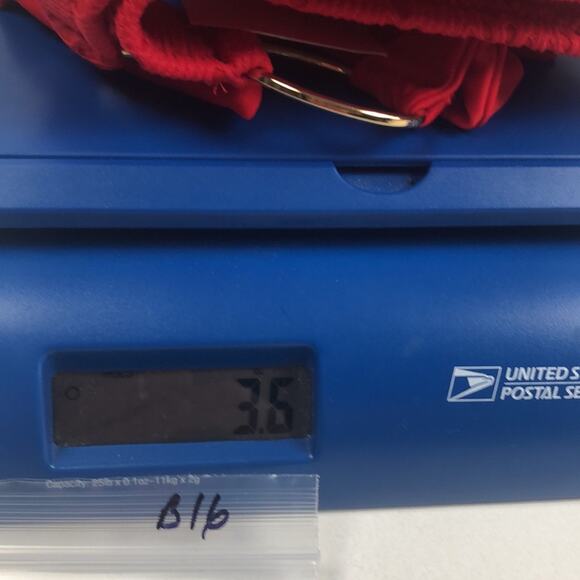 3.6
UNITED S
POSTAL SE
Capacity: 25lb x 0.1oz-11kg x 2g
B16